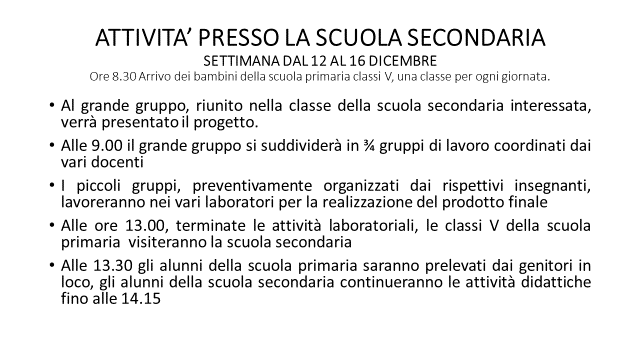 ATTIVITA’ PRESSO LA SCUOLA SECONDARIA
SETTIMANA DAL 12 AL 16 DICEMBRE
Ore 8.30 Arrivo dei bambini della scuola primaria classi V, una classe per ogni giornata.
• Al grande gruppo, riunito nella classe della scuola secondaria interessata,
verrà presentato il progetto.
• Alle 9.00 il grande gruppo si suddividerà in ¾ gruppi di lavoro coordinati dai
vari docenti
• I piccoli gruppi, preventivamente organizzati dai rispettivi insegnanti,
lavoreranno nei vari laboratori per la realizzazione del prodotto finale
• Alle ore 13.00, terminate le attività laboratoriali, le classi V della scuola
primaria visiteranno la scuola secondaria
• Alle 13.30 gli alunni della scuola primaria saranno prelevati dai genitori in
loco, gli alunni della scuola secondaria continueranno le attività didattiche
fino alle 14.15